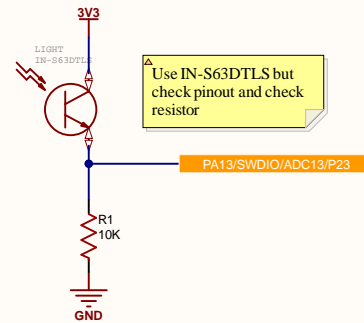 3V3
LIGHT
IN-S63DTLS
Use IN-S63DTLS but
check pinout and check
resistor
PA13/SWDIO/ADC13/P23
R1
10K
GND